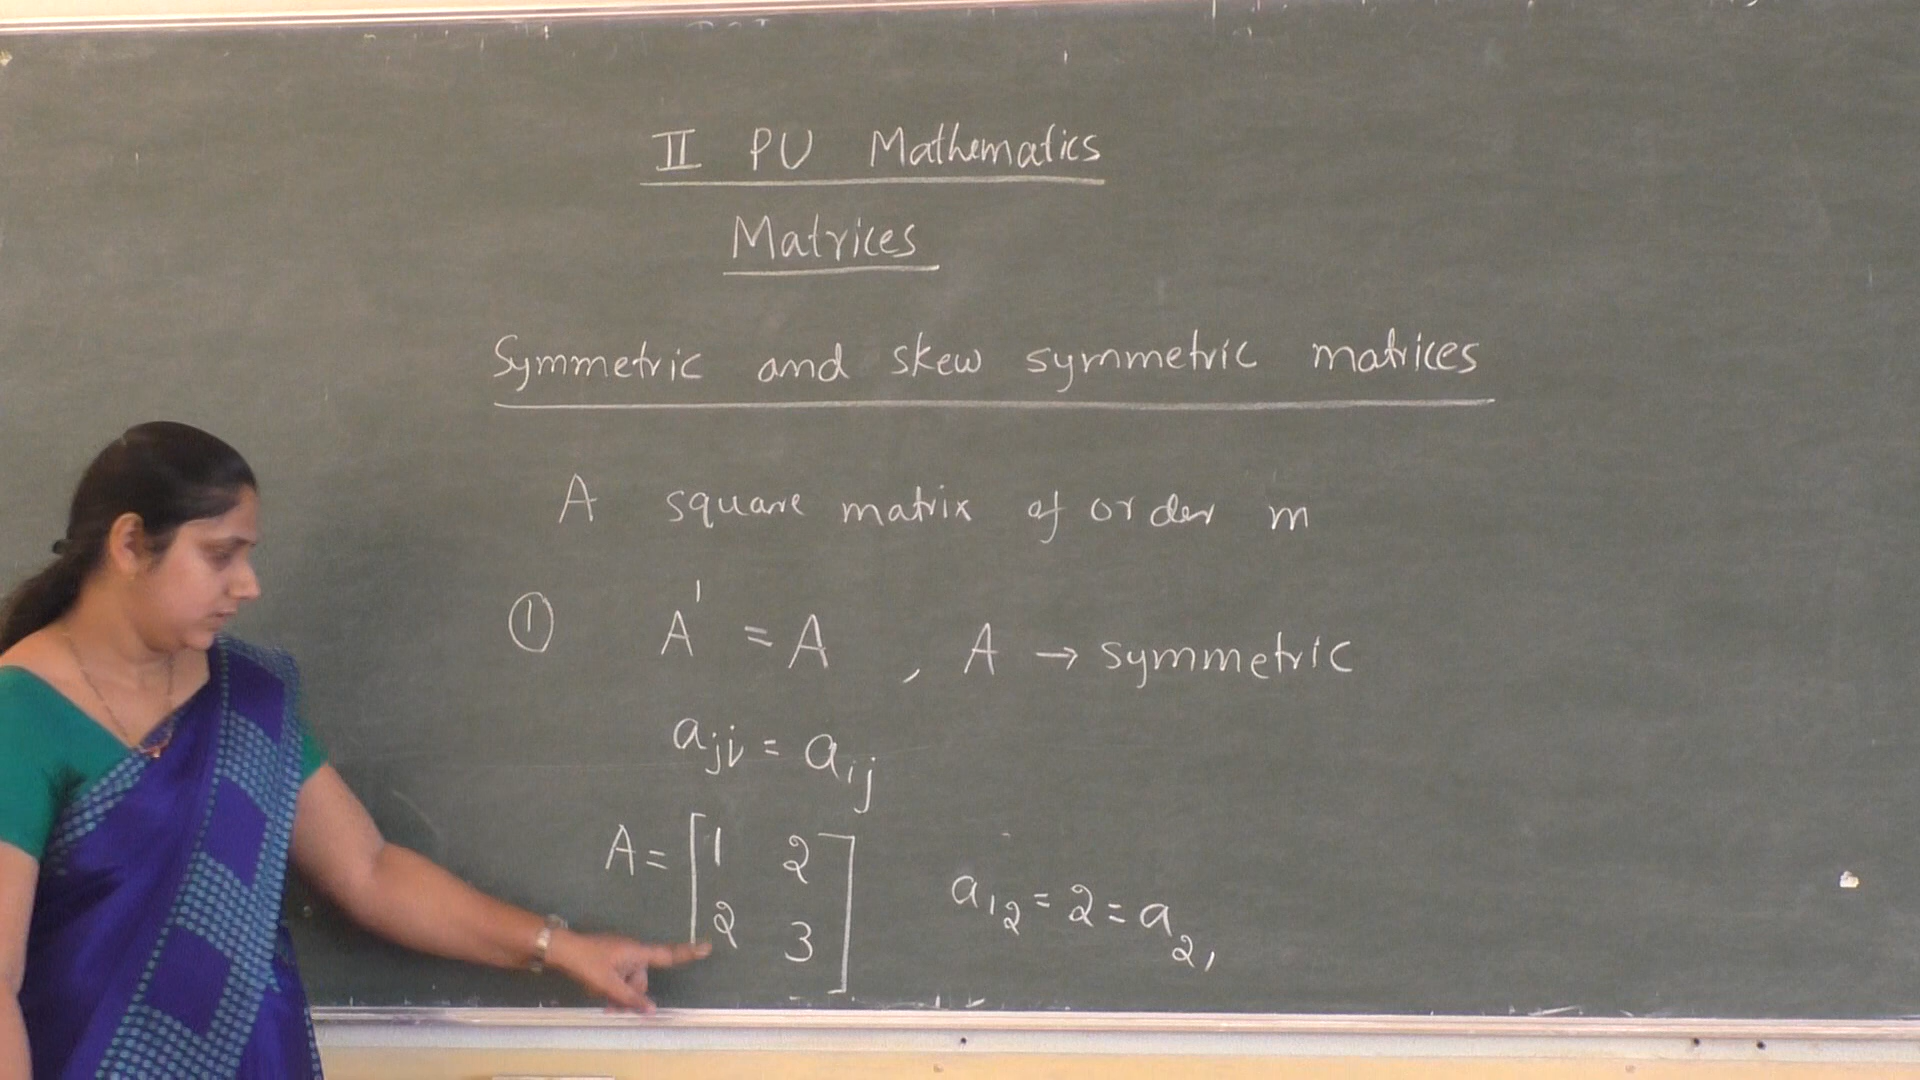 II PU Mathematics
Matrices
Symmetric and skew symmetric matrices
A square matrix of order m
① A' = A , A → symmetric
aji = aij
A = [1 2
2 3] a12 = 2 = a21